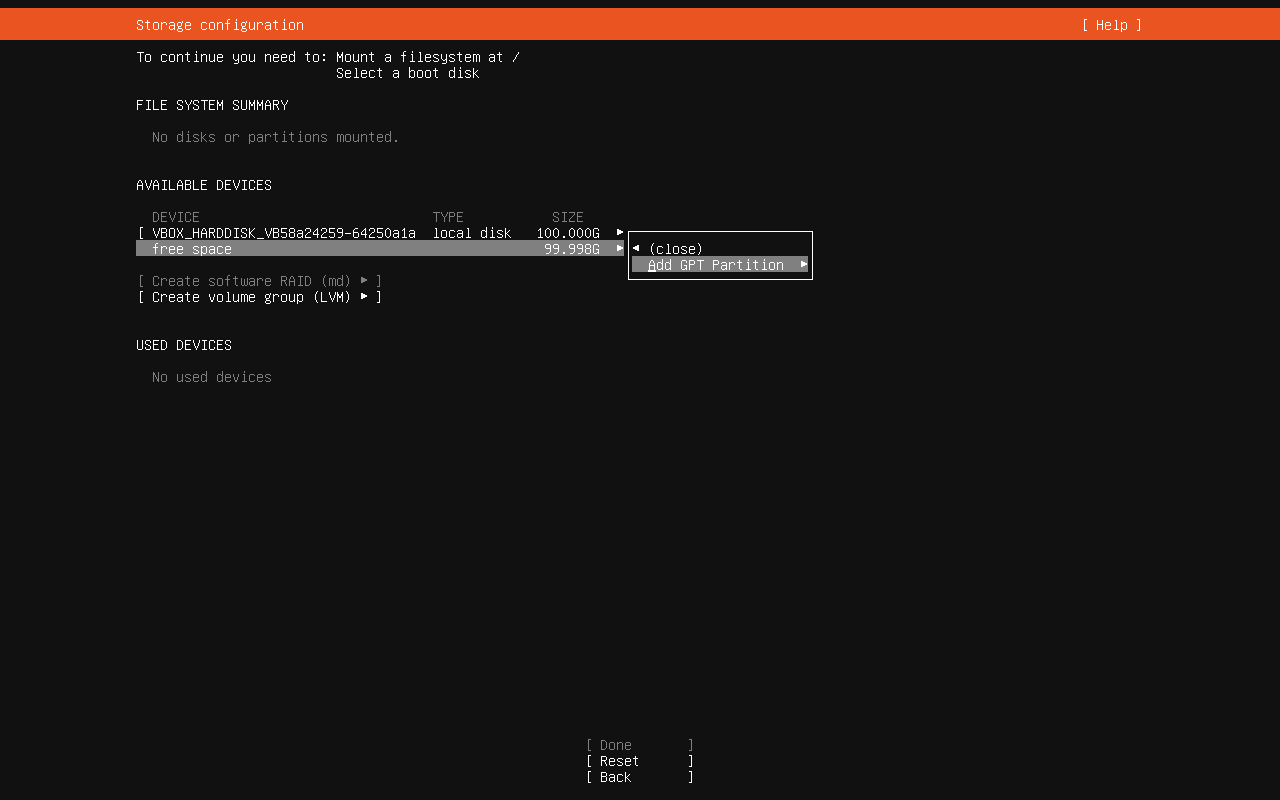 Storage configuration [ Help ]
To continue you need to: Mount a filesystem at /
Select a boot disk
FILE SYSTEM SUMMARY
No disks or partitions mounted.
AVAILABLE DEVICES
DEVICE TYPE SIZE
[ VBOX_HARDDISK_VB58a24259-64250a1a local disk 100.000G ▸
free space 99.998G ▸
◂ (close)
Add GPT Partition ▸
[ Create software RAID (md) ▸ ]
[ Create volume group (LVM) ▸ ]
USED DEVICES
No used devices
[ Done ]
[ Reset ]
[ Back ]